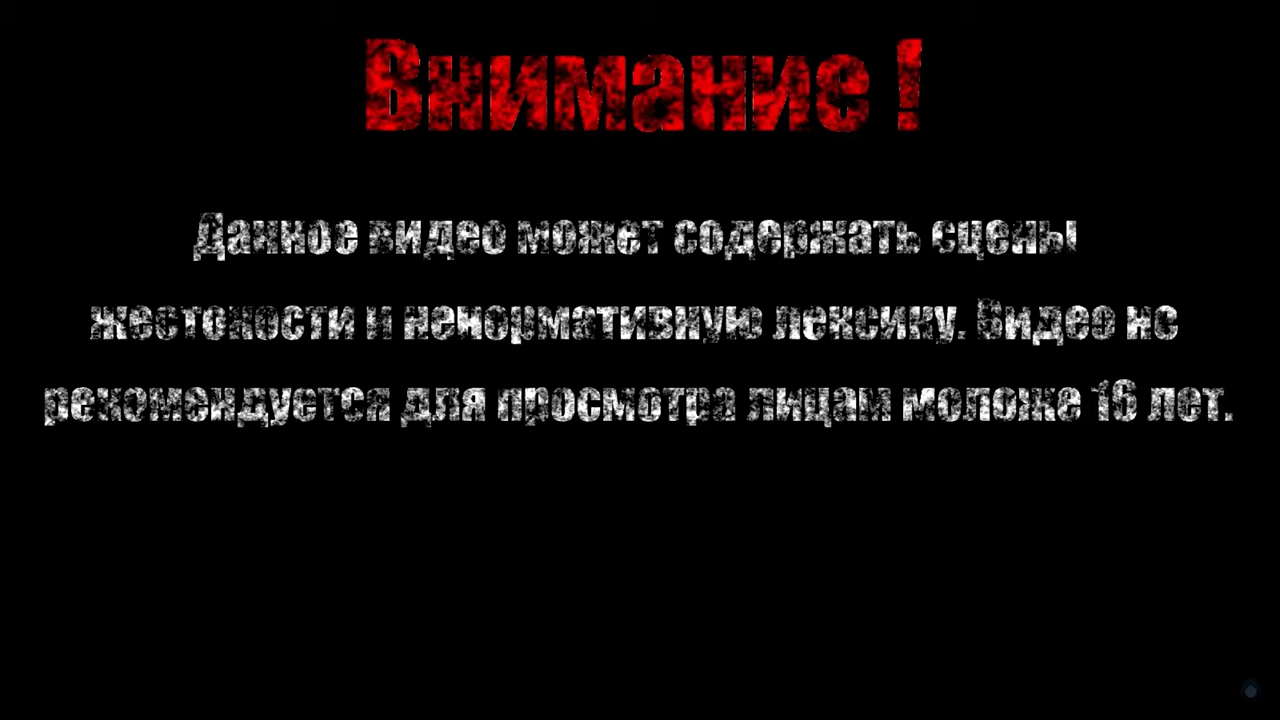 Внимание !
Данное видео может содержать сцены
жестокости и ненормативную лексику. Видео не
рекомендуется для просмотра лицам моложе 16 лет.